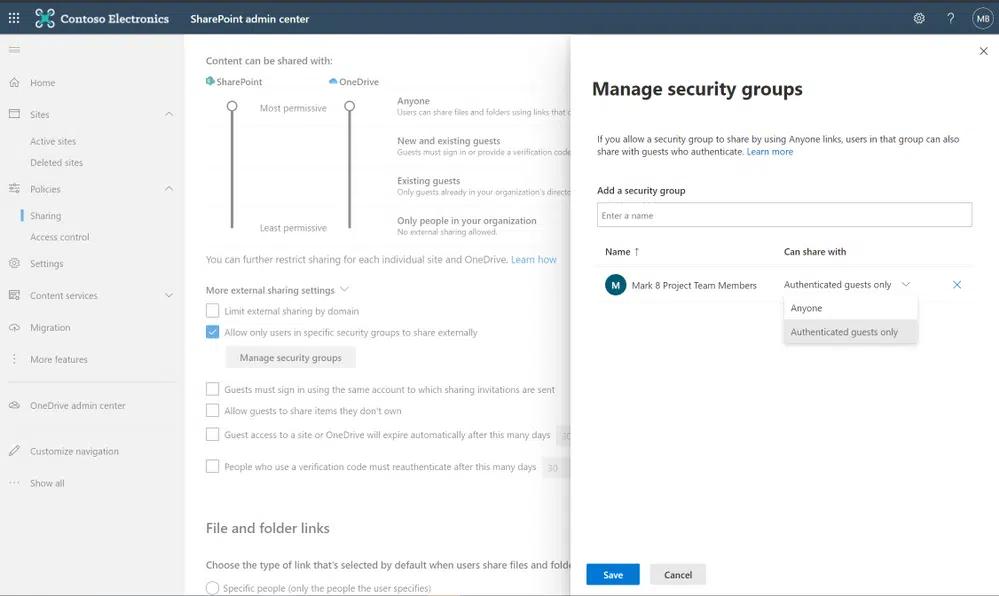 Contoso Electronics
SharePoint admin center
?
MB
Home
Sites
Active sites
Deleted sites
Policies
Sharing
Access control
Settings
Content services
Migration
More features
OneDrive admin center
Customize navigation
Show all
Content can be shared with:
SharePoint
OneDrive
Most permissive
Least permissive
Anyone
Users can share files and folders using links that
New and existing guests
Guests must sign in or provide a verification code
Existing guests
Only guests already in your organization's
Only people in your organization
No external sharing allowed.
You can further restrict sharing for each individual site and OneDrive. Learn how
More external sharing settings
Limit external sharing by domain
Allow only users in specific security groups to share externally
Manage security groups
Guests must sign in using the same account to which sharing invitations are sent
Allow guests to share items they don't own
Guest access to a site or OneDrive will expire automatically after this many days
30
People who use a verification code must reauthenticate after this many days
30
File and folder links
Choose the type of link that's selected by default when users share files and
Specific people (only the people the user specifies)
Manage security groups
If you allow a security group to share by using Anyone links, users in that group can also
share with guests who authenticate. Learn more
Add a security group
Enter a name
Name ↑
Can share with
M
Mark 8 Project Team Members
Authenticated guests only
Anyone
Authenticated guests only
Save
Cancel